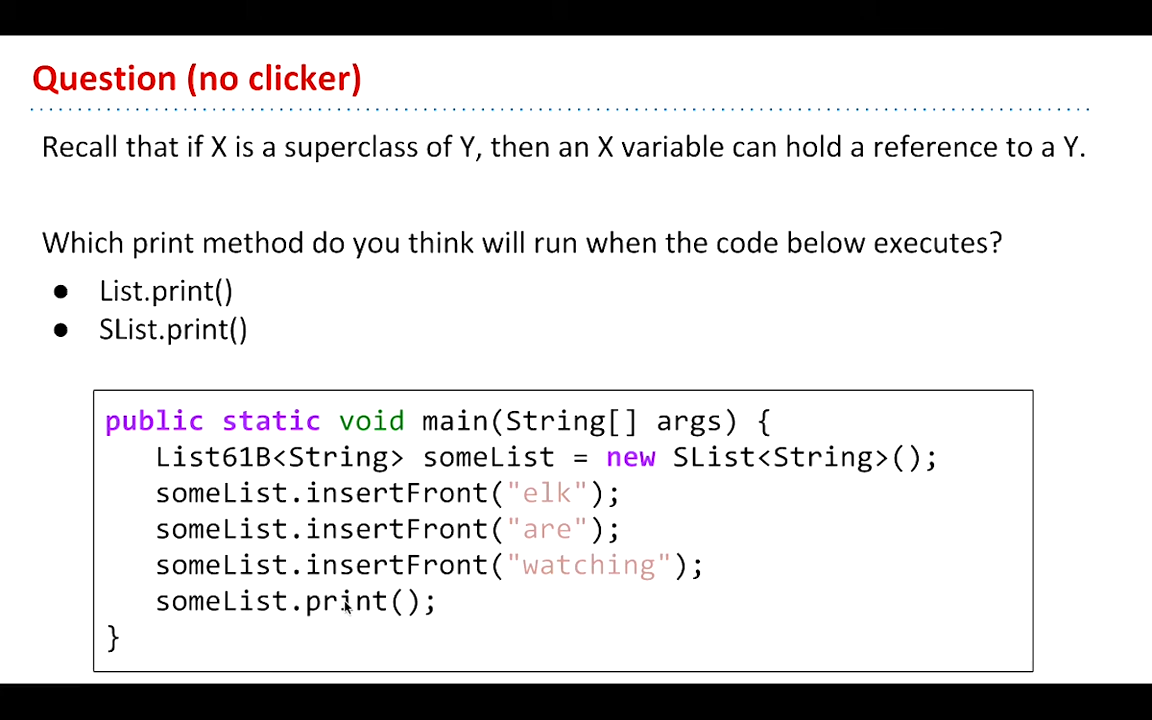 Question (no clicker)
Recall that if X is a superclass of Y, then an X variable can hold a reference to a Y.
Which print method do you think will run when the code below executes?
● List.print()
● SList.print()
public static void main(String[] args) {
List61B<String> someList = new SList<String>();
someList.insertFront("elk");
someList.insertFront("are");
someList.insertFront("watching");
someList.print();
}